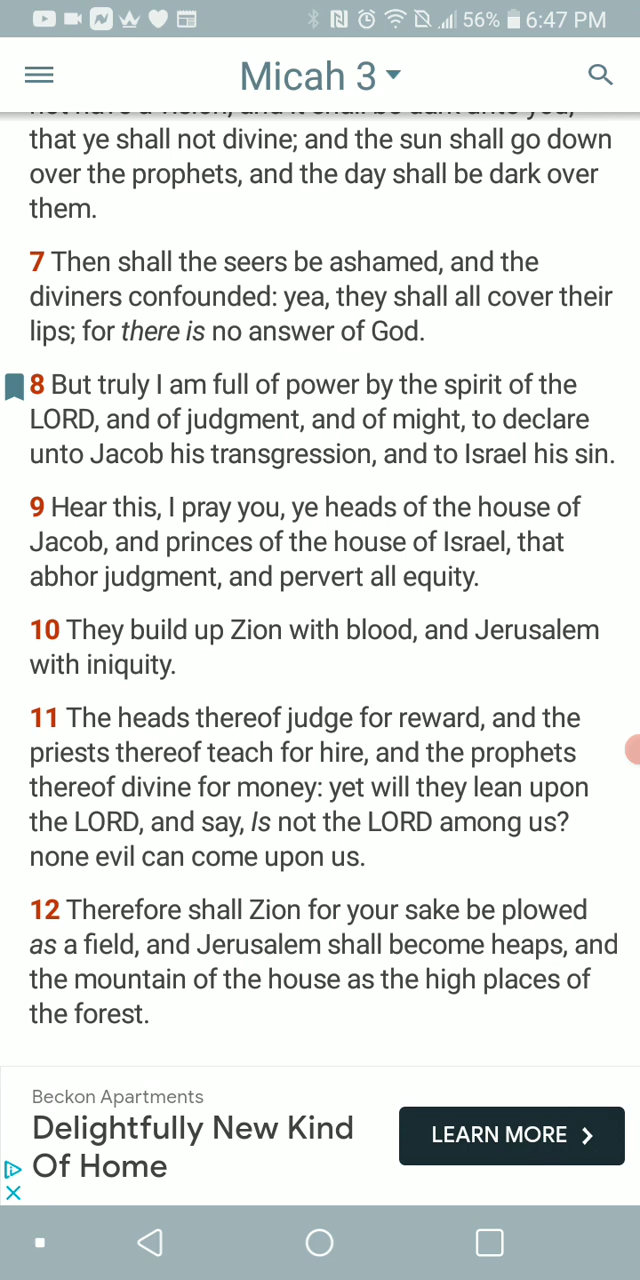 56% 6:47 PM
Micah 3
that ye shall not divine; and the sun shall go down
over the prophets, and the day shall be dark over
them.
7 Then shall the seers be ashamed, and the
diviners confounded: yea, they shall all cover their
lips; for there is no answer of God.
8 But truly I am full of power by the spirit of the
LORD, and of judgment, and of might, to declare
unto Jacob his transgression, and to Israel his sin.
9 Hear this, I pray you, ye heads of the house of
Jacob, and princes of the house of Israel, that
abhor judgment, and pervert all equity.
10 They build up Zion with blood, and Jerusalem
with iniquity.
11 The heads thereof judge for reward, and the
priests thereof teach for hire, and the prophets
thereof divine for money: yet will they lean upon
the LORD, and say, Is not the LORD among us?
none evil can come upon us.
12 Therefore shall Zion for your sake be plowed
as a field, and Jerusalem shall become heaps, and
the mountain of the house as the high places of
the forest.
Beckon Apartments
Delightfully New Kind
Of Home
LEARN MORE